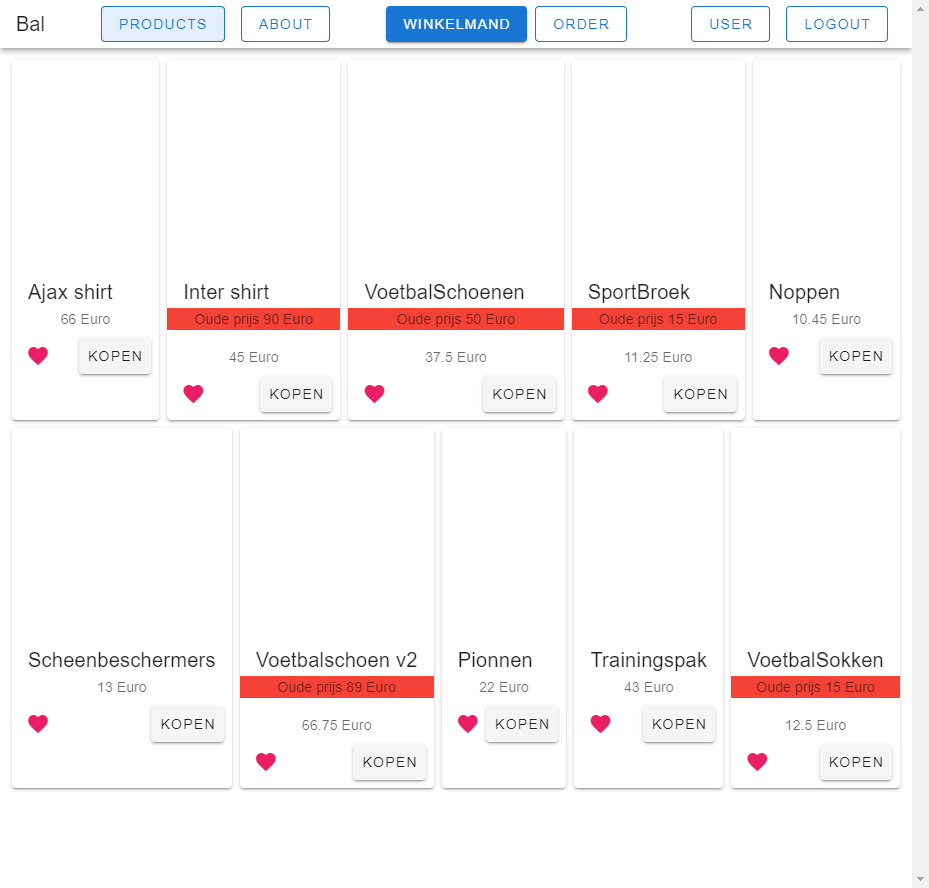 Bal PRODUCTS ABOUT WINKELMAND ORDER USER LOGOUT
Ajax shirt
66 Euro
KOPEN
Inter shirt
Oude prijs 90 Euro
45 Euro
KOPEN
VoetbalSchoenen
Oude prijs 50 Euro
37.5 Euro
KOPEN
SportBroek
Oude prijs 15 Euro
11.25 Euro
KOPEN
Noppen
10.45 Euro
KOPEN
Scheenbeschermers
13 Euro
KOPEN
Voetbalschoen v2
Oude prijs 89 Euro
66.75 Euro
KOPEN
Pionnen
22 Euro
KOPEN
Trainingspak
43 Euro
KOPEN
VoetbalSokken
Oude prijs 15 Euro
12.5 Euro
KOPEN